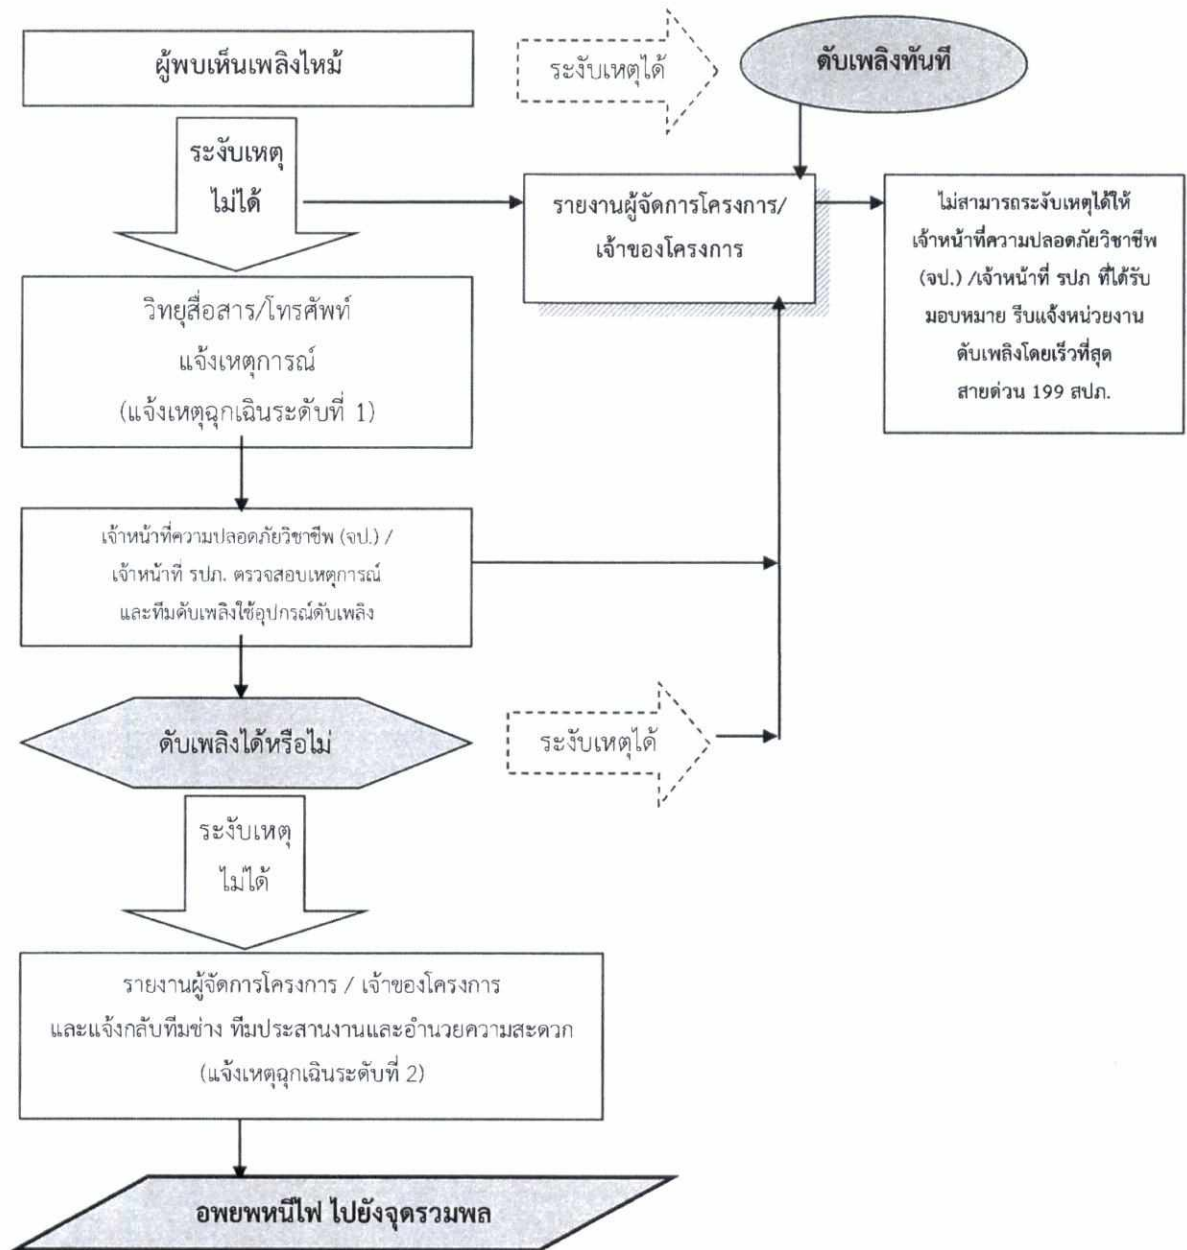 ผู้พบเห็นเพลิงไหม้
ระงับเหตุได้
ดับเพลิงทันที
ระงับเหตุ
ไม่ได้
รายงานผู้จัดการโครงการ/
เจ้าของโครงการ
ไม่สามารถระงับเหตุได้ให้
เจ้าหน้าที่ความปลอดภัยวิชาชีพ
(จป.) /เจ้าหน้าที่ รปภ ที่ได้รับ
มอบหมาย รีบแจ้งหน่วยงาน
ดับเพลิงโดยเร็วที่สุด
สายด่วน 199 สปภ.
วิทยุสื่อสาร/โทรศัพท์
แจ้งเหตุการณ์
(แจ้งเหตุฉุกเฉินระดับที่ 1)
เจ้าหน้าที่ความปลอดภัยวิชาชีพ (จป.) /
เจ้าหน้าที่ รปภ. ตรวจสอบเหตุการณ์
และทีมดับเพลิงใช้อุปกรณ์ดับเพลิง
ดับเพลิงได้หรือไม่
ระงับเหตุได้
ระงับเหตุ
ไม่ได้
รายงานผู้จัดการโครงการ / เจ้าของโครงการ
และแจ้งกลับทีมช่าง ทีมประสานงานและอำนวยความสะดวก
(แจ้งเหตุฉุกเฉินระดับที่ 2)
อพยพหนีไฟ ไปยังจุดรวมพล